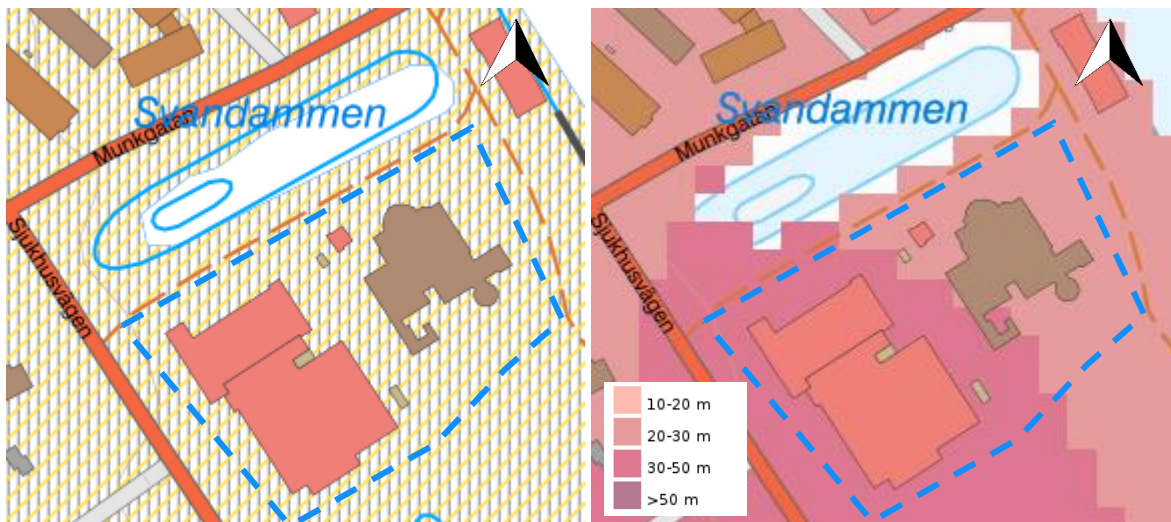 Svandammen
Munkgatan
Sjukhusvägen
Svandammen
Munkgatan
Sjukhusvägen
10-20 m
20-30 m
30-50 m
>50 m